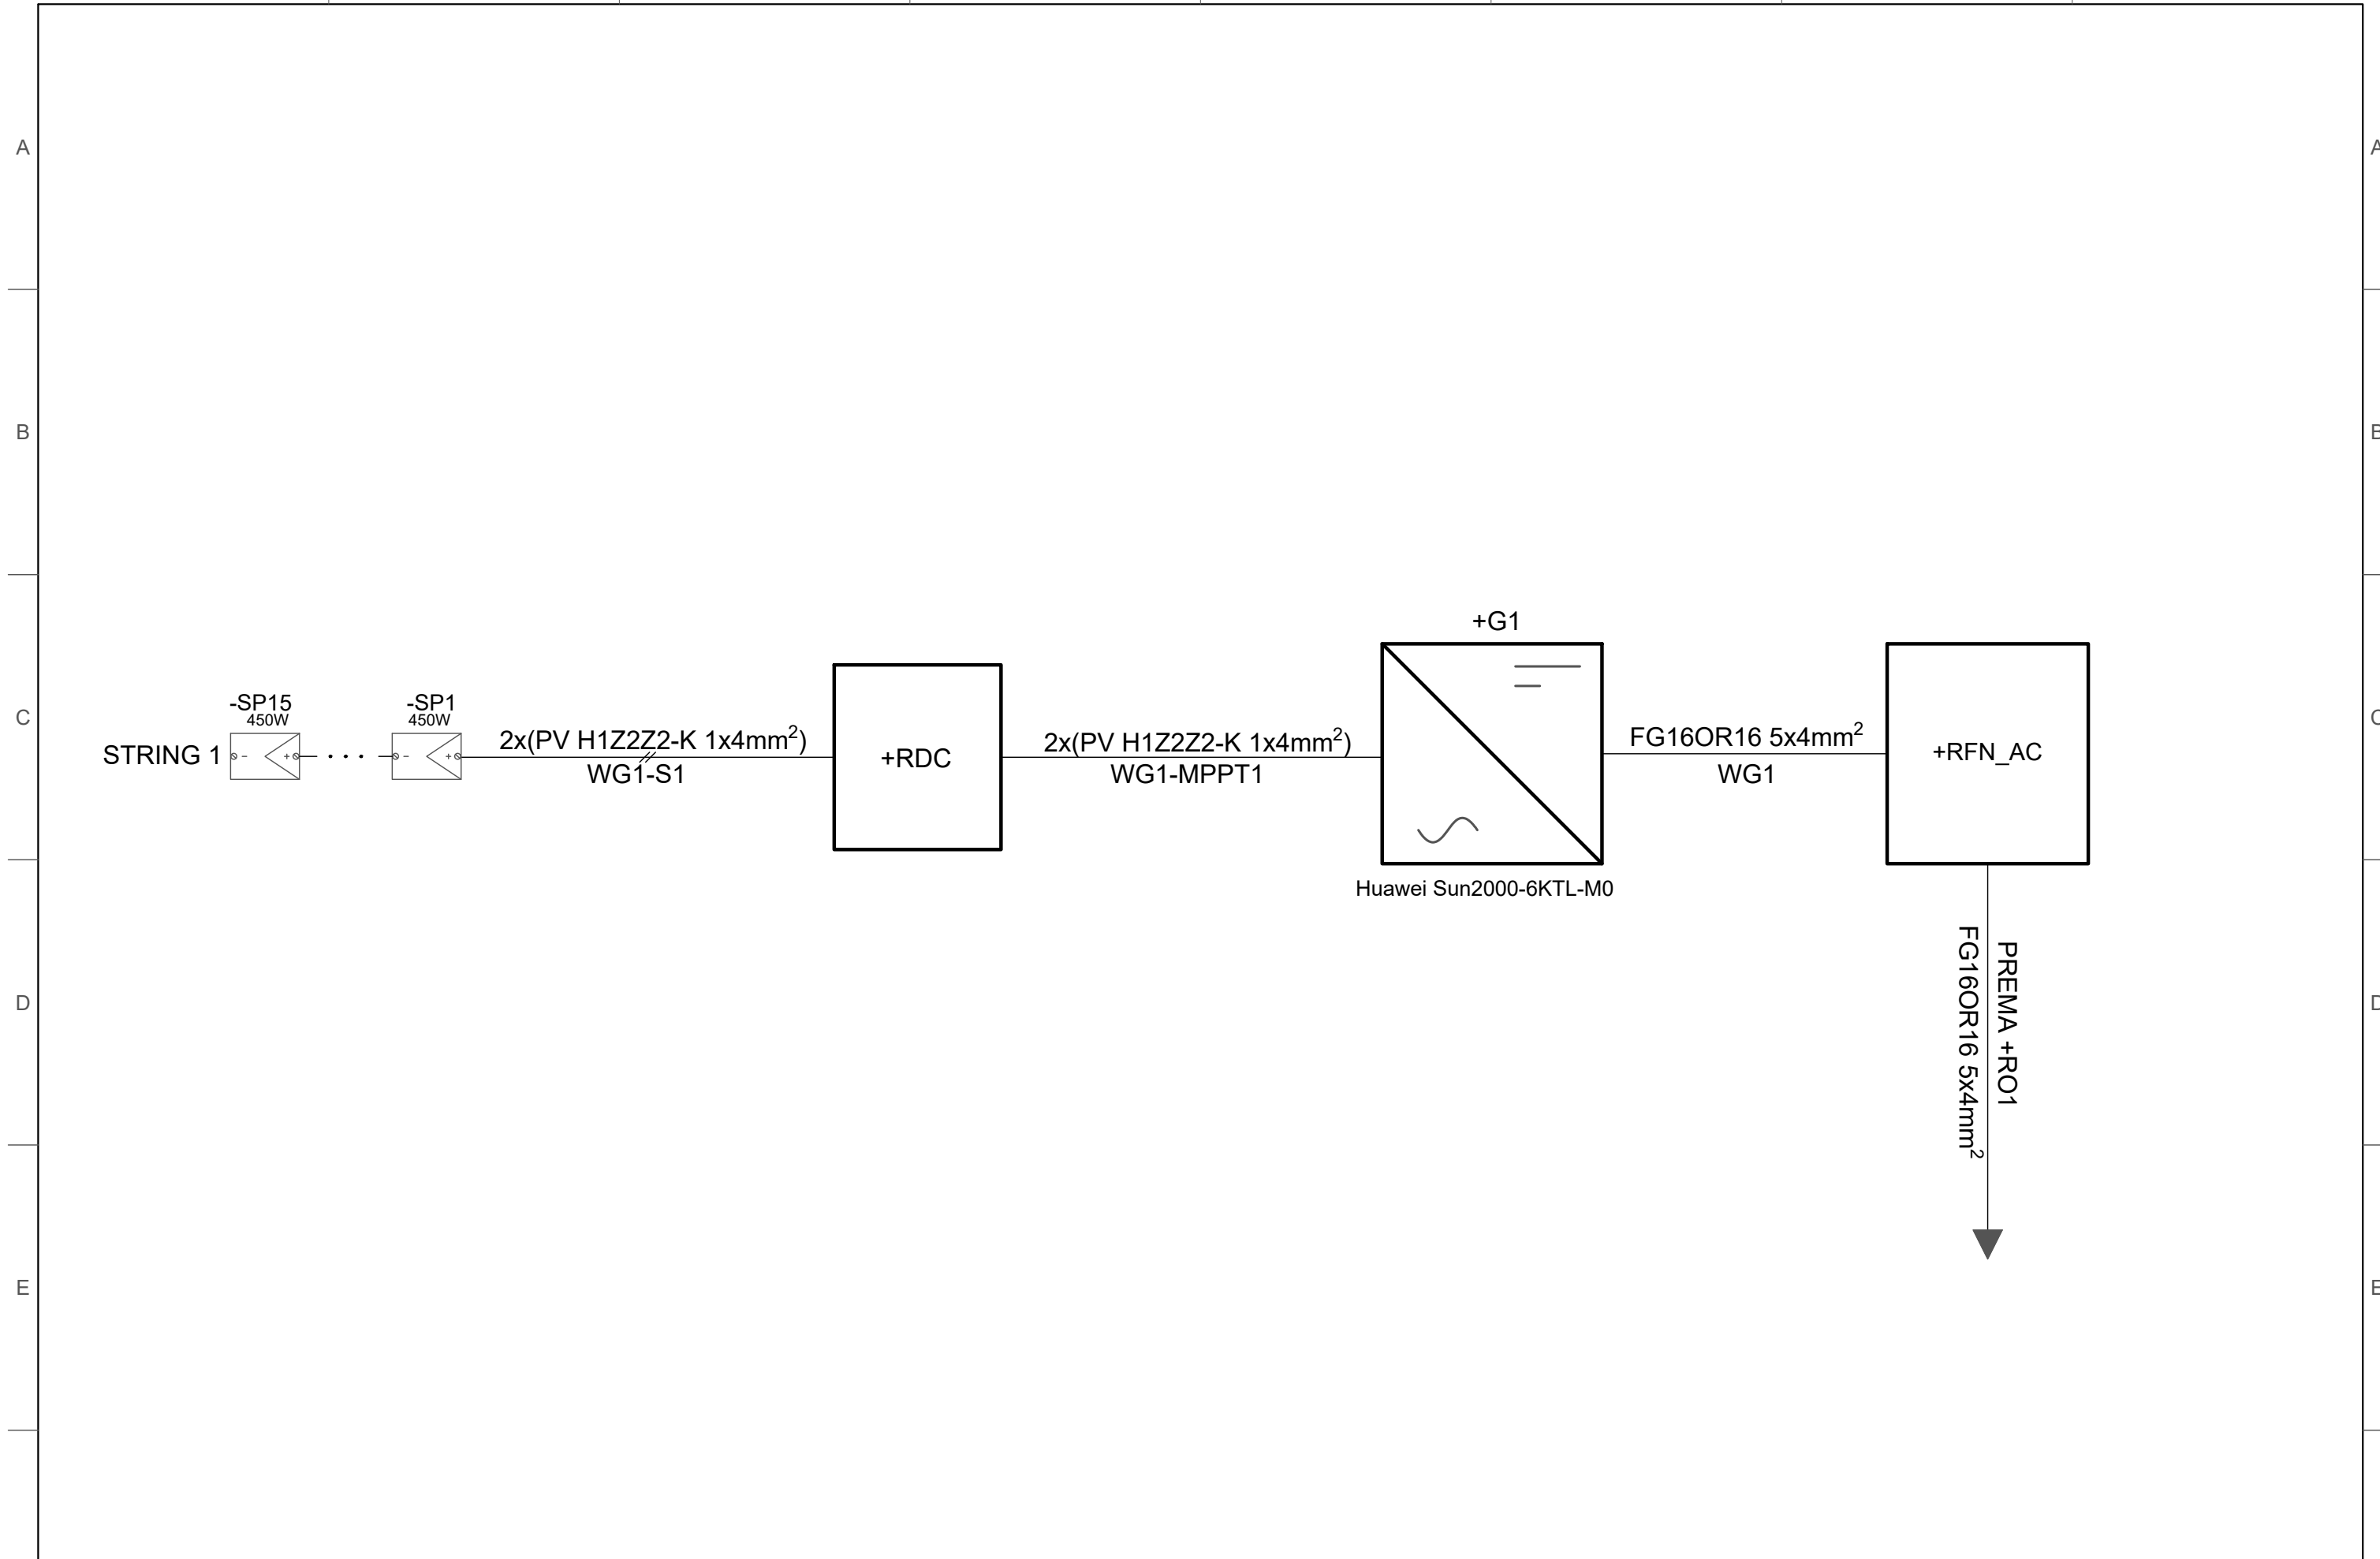 A
A
B
B
+G1
-SP15
450W
-SP1
450W
C
C
STRING 1
2x(PV H1Z2Z2-K 1x4mm²)
WG1-S1
+RDC
2x(PV H1Z2Z2-K 1x4mm²)
WG1-MPPT1
FG16OR16 5x4mm²
WG1
+RFN_AC
Huawei Sun2000-6KTL-M0
PREMA +RO1
FG16OR16 5x4mm²
D
D
E
E